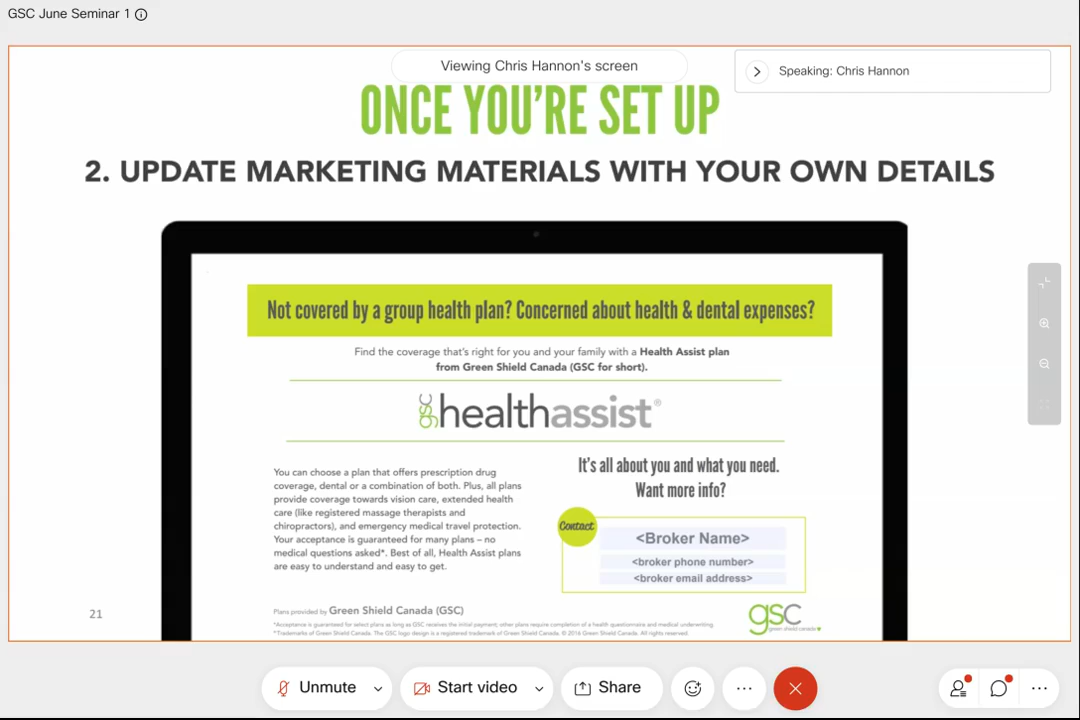 GSC June Seminar 1
Viewing Chris Hannon's screen
Speaking: Chris Hannon
ONCE YOU'RE SET UP
2. UPDATE MARKETING MATERIALS WITH YOUR OWN DETAILS
Not covered by a group health plan? Concerned about health & dental expenses?
Find the coverage that's right for you and your family with a Health Assist plan
from Green Shield Canada (GSC for short).
gsc healthassist®
You can choose a plan that offers prescription drug
coverage, dental or a combination of both. Plus, all plans
provide coverage towards vision care, extended health
care (like registered massage therapists and
chiropractors), and emergency medical travel protection.
Your acceptance is guaranteed for many plans – no
medical questions asked*. Best of all, Health Assist plans
are easy to understand and easy to get.
It's all about you and what you need.
Want more info?
Contact
<Broker Name>
<broker phone number>
<broker email address>
Plans provided by Green Shield Canada (GSC)
*Acceptance is guaranteed for select plans as long as GSC receives the initial payment; other plans require completion of a health questionnaire and medical underwriting.
®Trademarks of Green Shield Canada. The GSC logo design is a registered trademark of Green Shield Canada. © 2016 Green Shield Canada. All rights reserved.
gsc
green shield canada
21
Unmute
Start video
Share